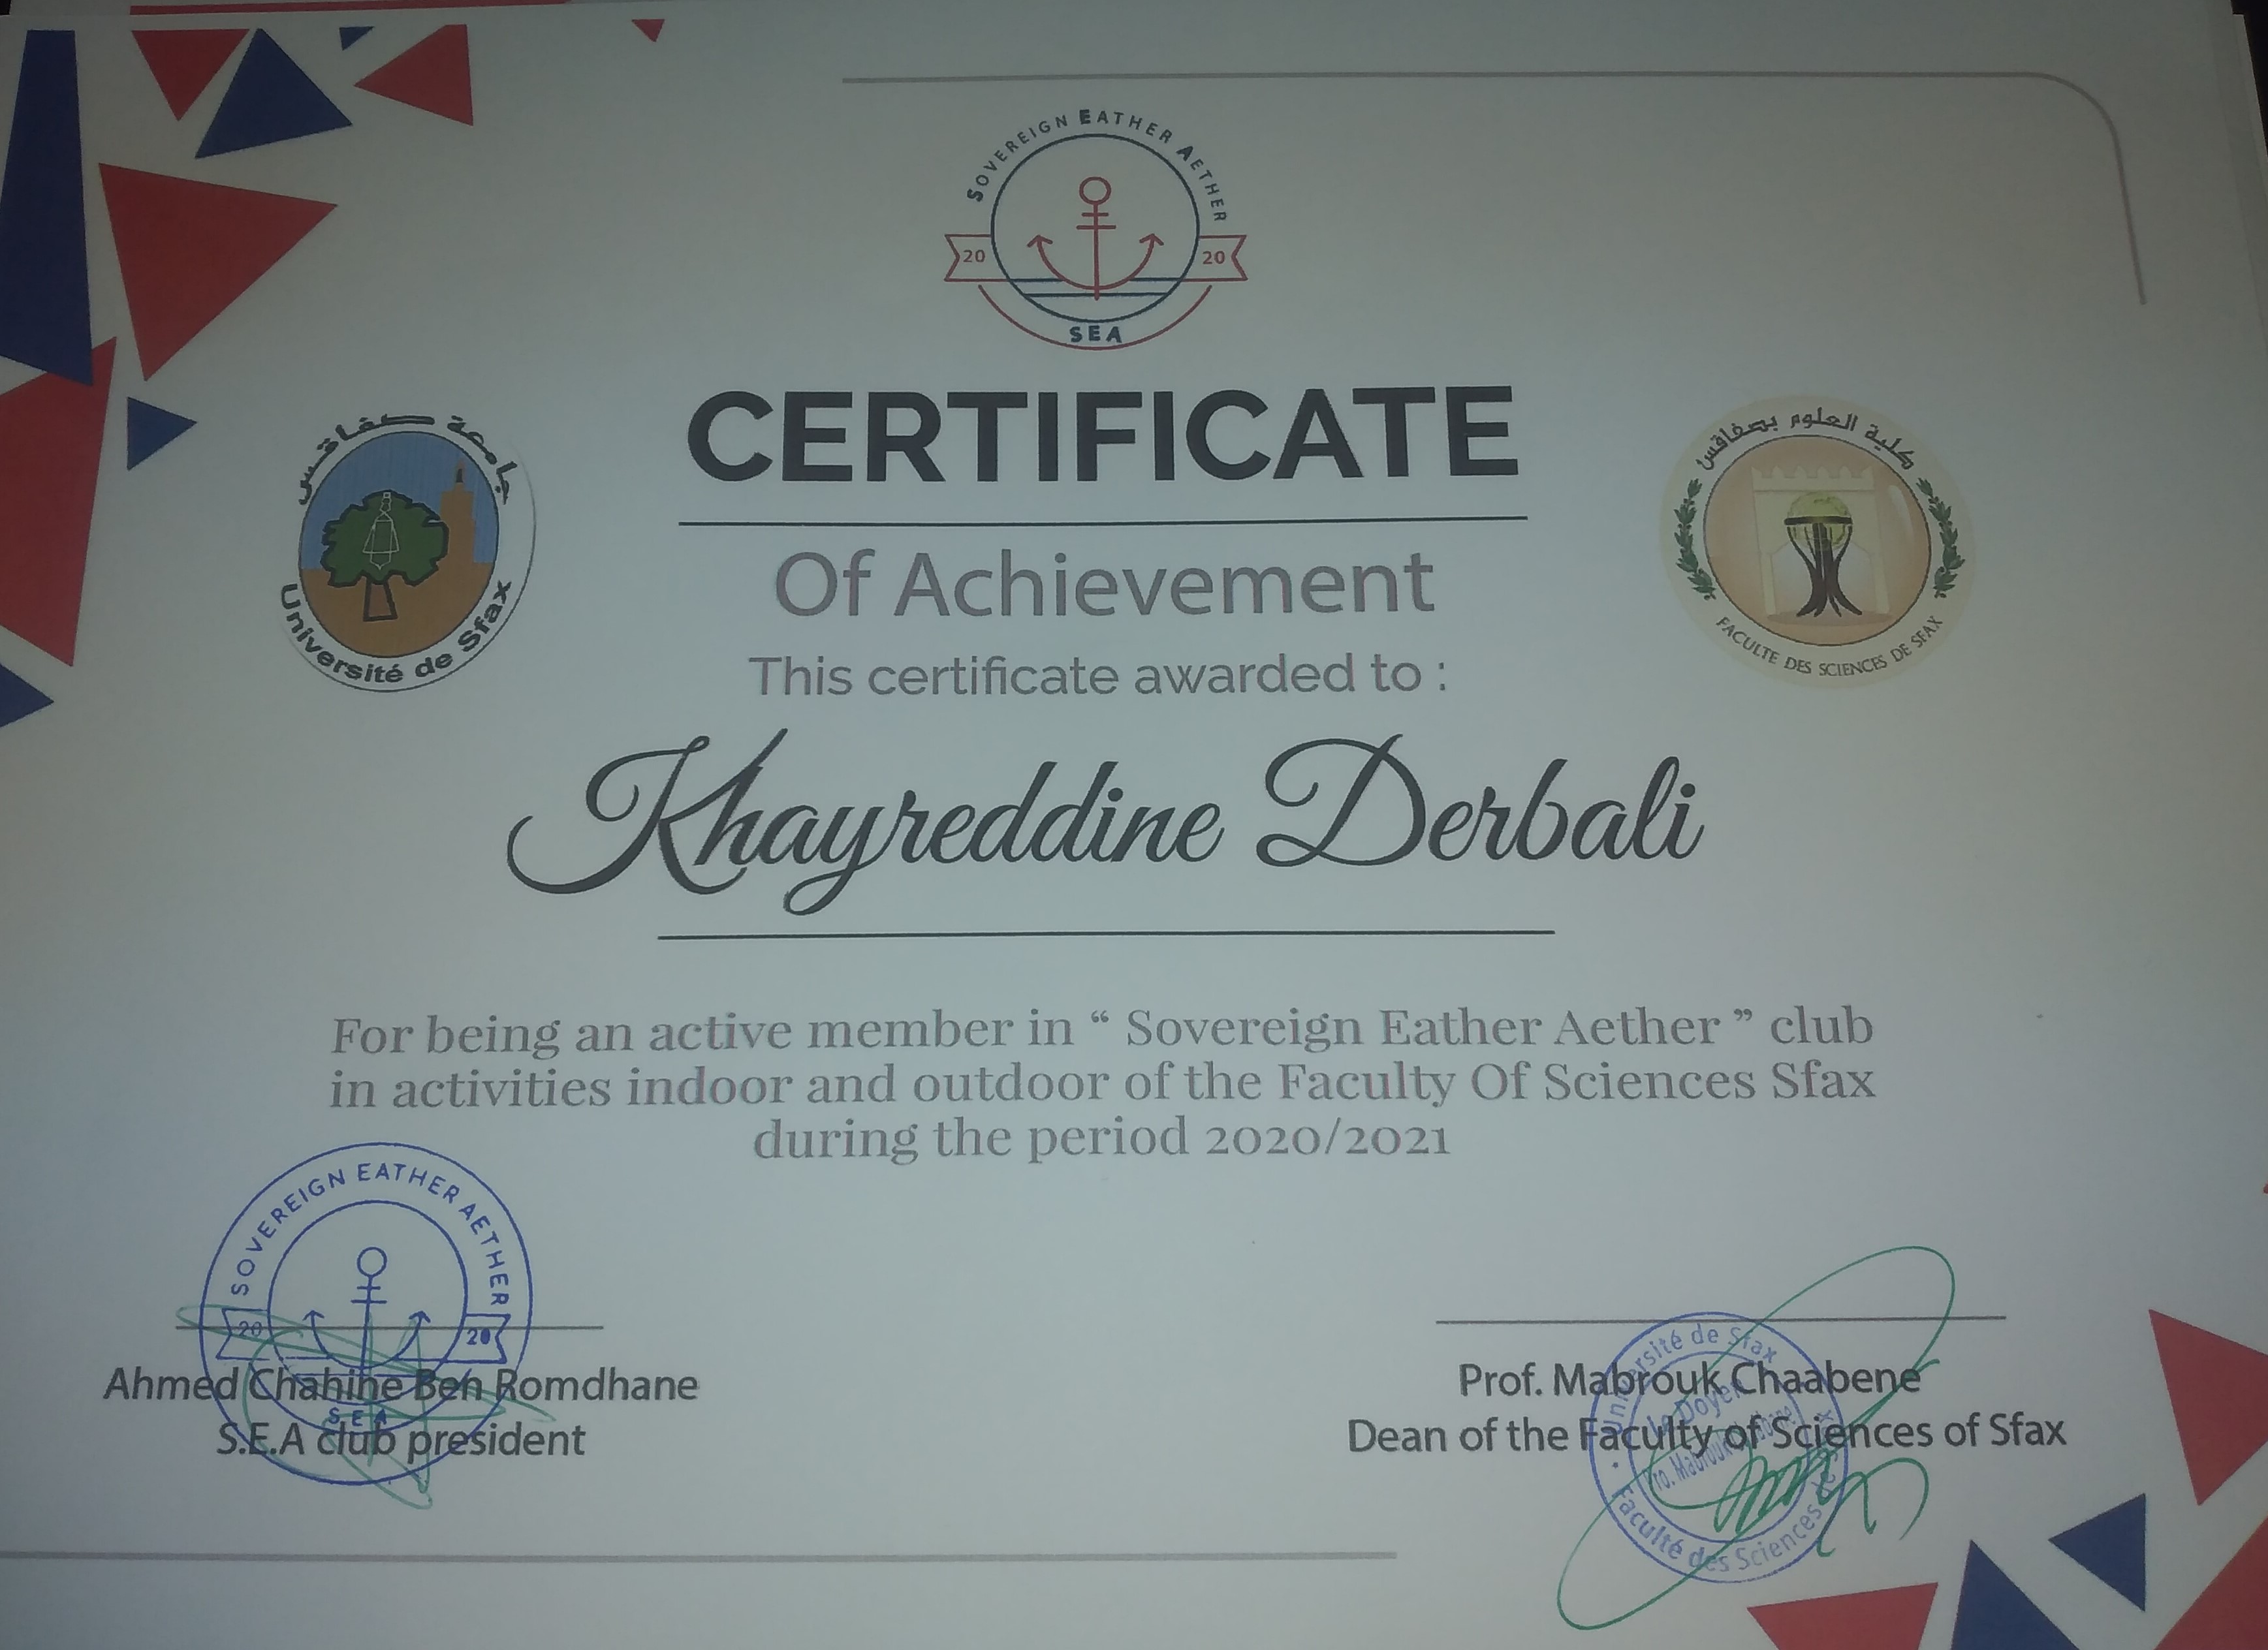 SOVEREIGN EATHER AETHER
20 20
SEA
CERTIFICATE
جامعة صفاقس
Université de Sfax
كلية العلوم بصفاقس
FACULTE DES SCIENCES DE SFAX
Of Achievement
This certificate awarded to :
Khayreddine Derbali
For being an active member in “ Sovereign Eather Aether ” club
in activities indoor and outdoor of the Faculty Of Sciences Sfax
during the period 2020/2021
SOVEREIGN EATHER AETHER
20 20
Ahmed Chahine Ben Romdhane
SEA
S.E.A club president
Université de Sfax
Prof. Mabrouk Chaabene
Le Doyen
Dean of the Faculty of Sciences of Sfax
Pro. Mabrouk
Faculté des Sciences